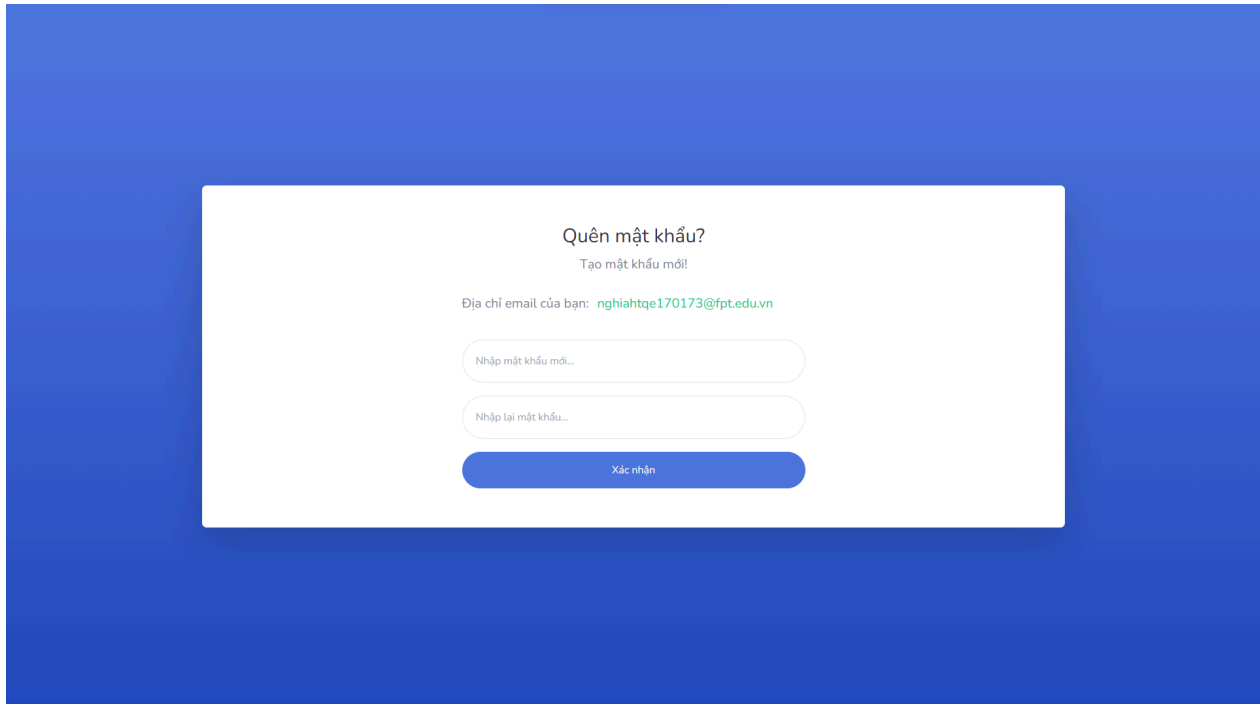 Quên mật khẩu?
Tạo mật khẩu mới!
Địa chỉ email của bạn: nghiahtqe170173@fpt.edu.vn
Nhập mật khẩu mới...
Nhập lại mật khẩu...
Xác nhận